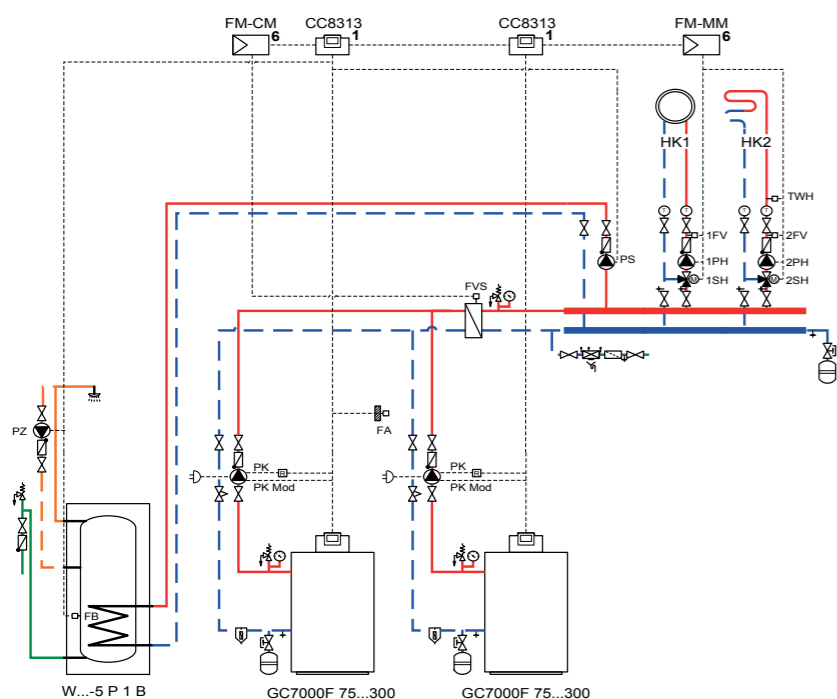 FM-CM
6
CC8313
1
CC8313
1
FM-MM
6
HK1
HK2
TWH
T
T
T
T
1FV
2FV
PS
1PH
2PH
FVS
M
1SH
M
2SH
FA
PZ
PK
R
PK Mod
PK
R
PK Mod
FB
W...-5 P 1 B
GC7000F 75...300
GC7000F 75...300